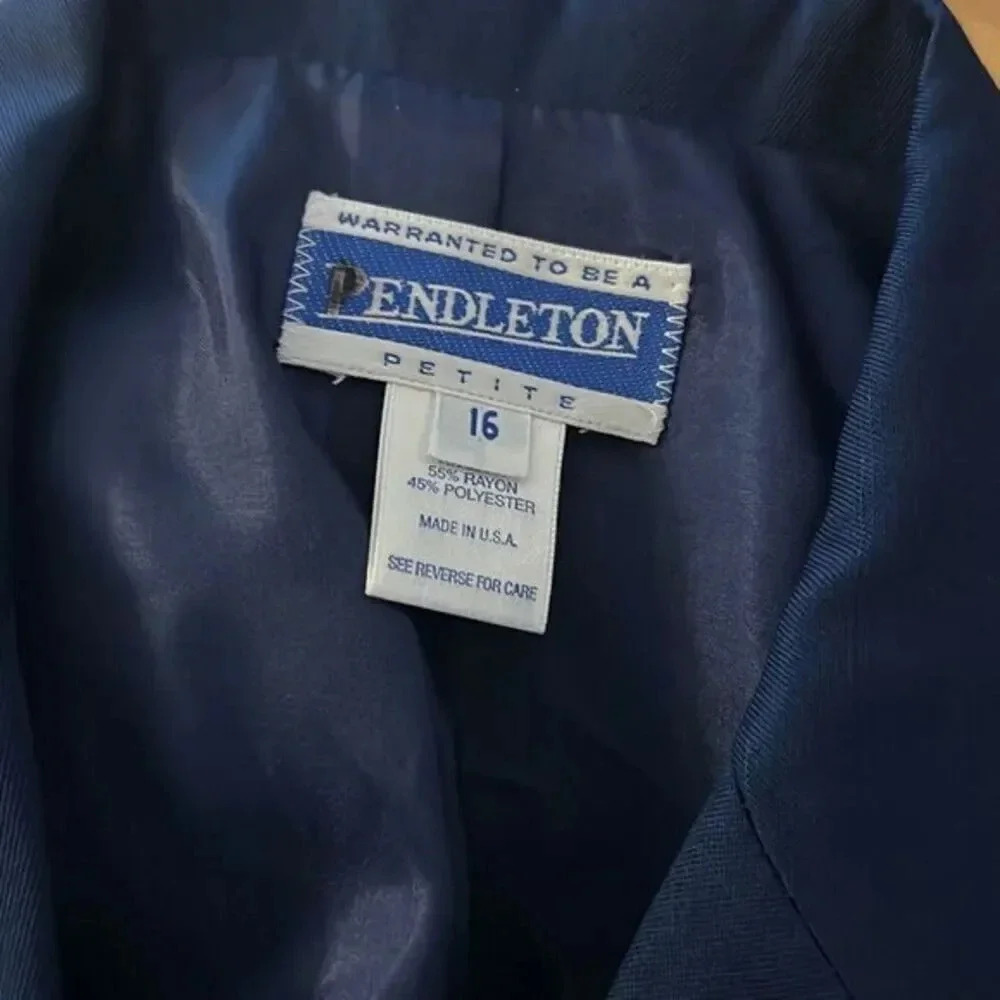 WARRANTED TO BE A
PENDLETON
PETITE
16
55% RAYON
45% POLYESTER
MADE IN U.S.A.
SEE REVERSE FOR CARE